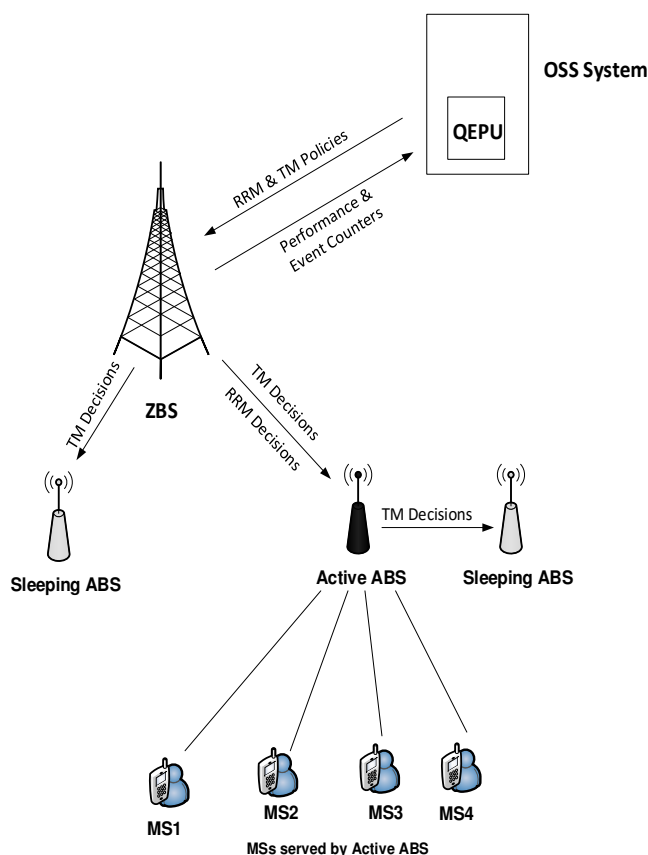 OSS System
QEPU
RRM & TM Policies
Performance &
Event Counters
ZBS
TM Decisions
TM Decisions
RRM Decisions
TM Decisions
Sleeping ABS
Active ABS
Sleeping ABS
MS1
MS2
MS3
MS4
MSs served by Active ABS